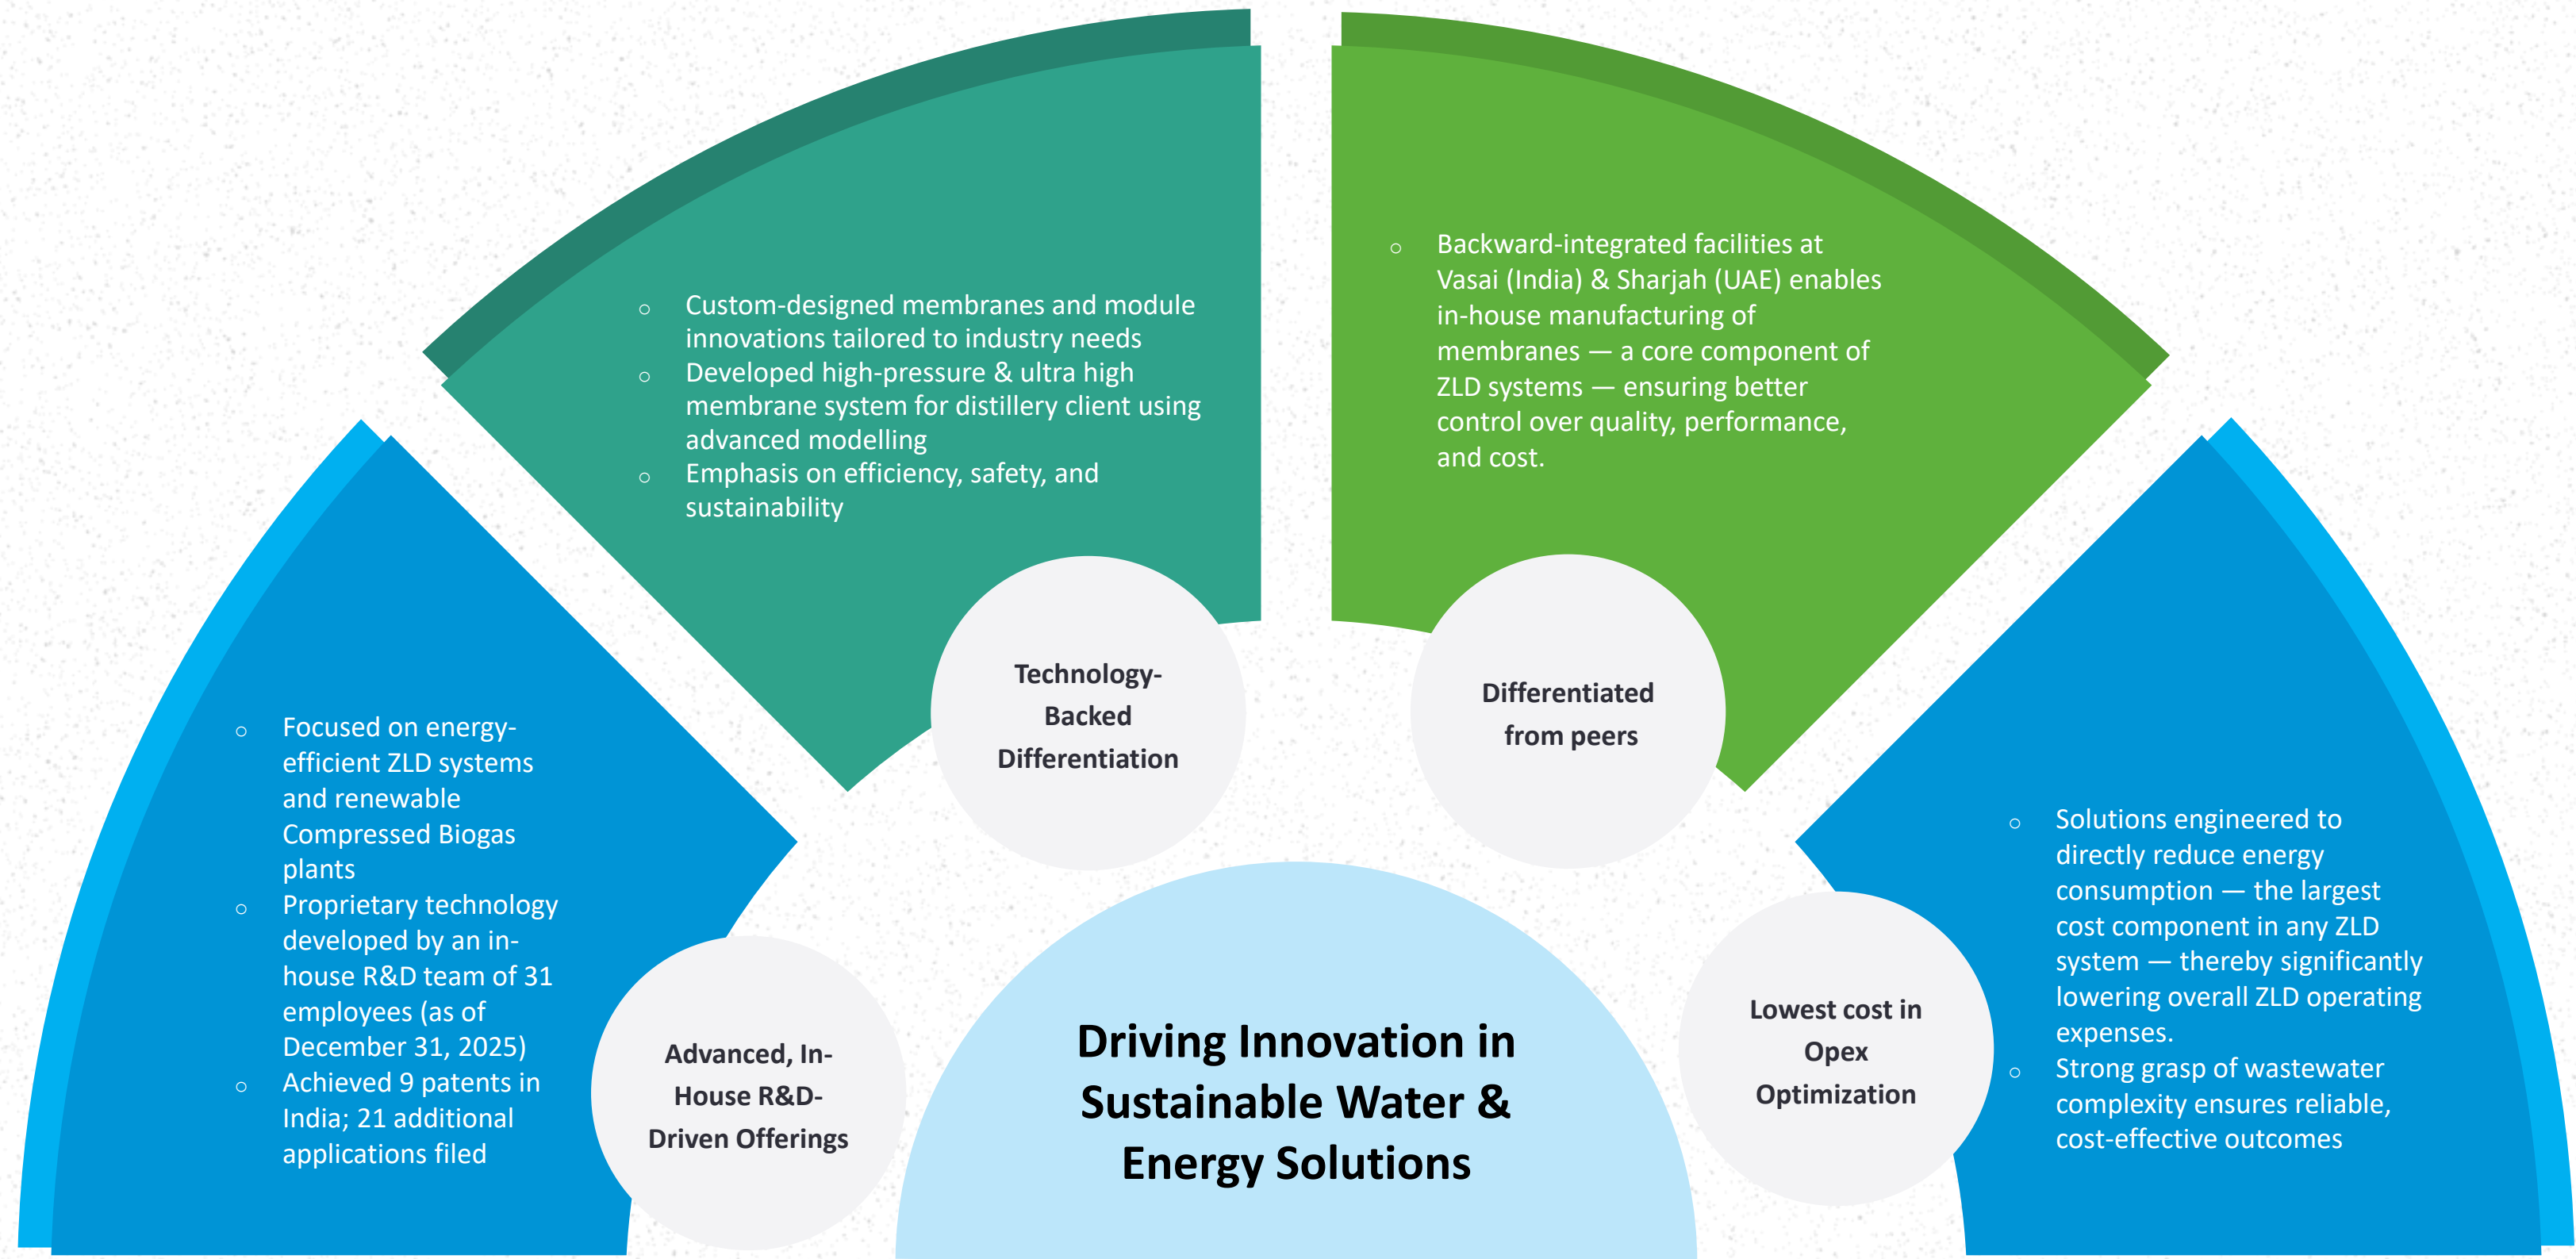 ○ Focused on energy-
efficient ZLD systems
and renewable
Compressed Biogas
plants
○ Proprietary technology
developed by an in-
house R&D team of 31
employees (as of
December 31, 2025)
○ Achieved 9 patents in
India; 21 additional
applications filed
Advanced, In-
House R&D-
Driven Offerings
○ Custom-designed membranes and module
innovations tailored to industry needs
○ Developed high-pressure & ultra high
membrane system for distillery client using
advanced modelling
○ Emphasis on efficiency, safety, and
sustainability
Technology-
Backed
Differentiation
○ Backward-integrated facilities at
Vasai (India) & Sharjah (UAE) enables
in-house manufacturing of
membranes — a core component of
ZLD systems — ensuring better
control over quality, performance,
and cost.
Differentiated
from peers
○ Solutions engineered to
directly reduce energy
consumption — the largest
cost component in any ZLD
system — thereby significantly
lowering overall ZLD operating
expenses.
○ Strong grasp of wastewater
complexity ensures reliable,
cost-effective outcomes
Lowest cost in
Opex
Optimization
Driving Innovation in
Sustainable Water &
Energy Solutions